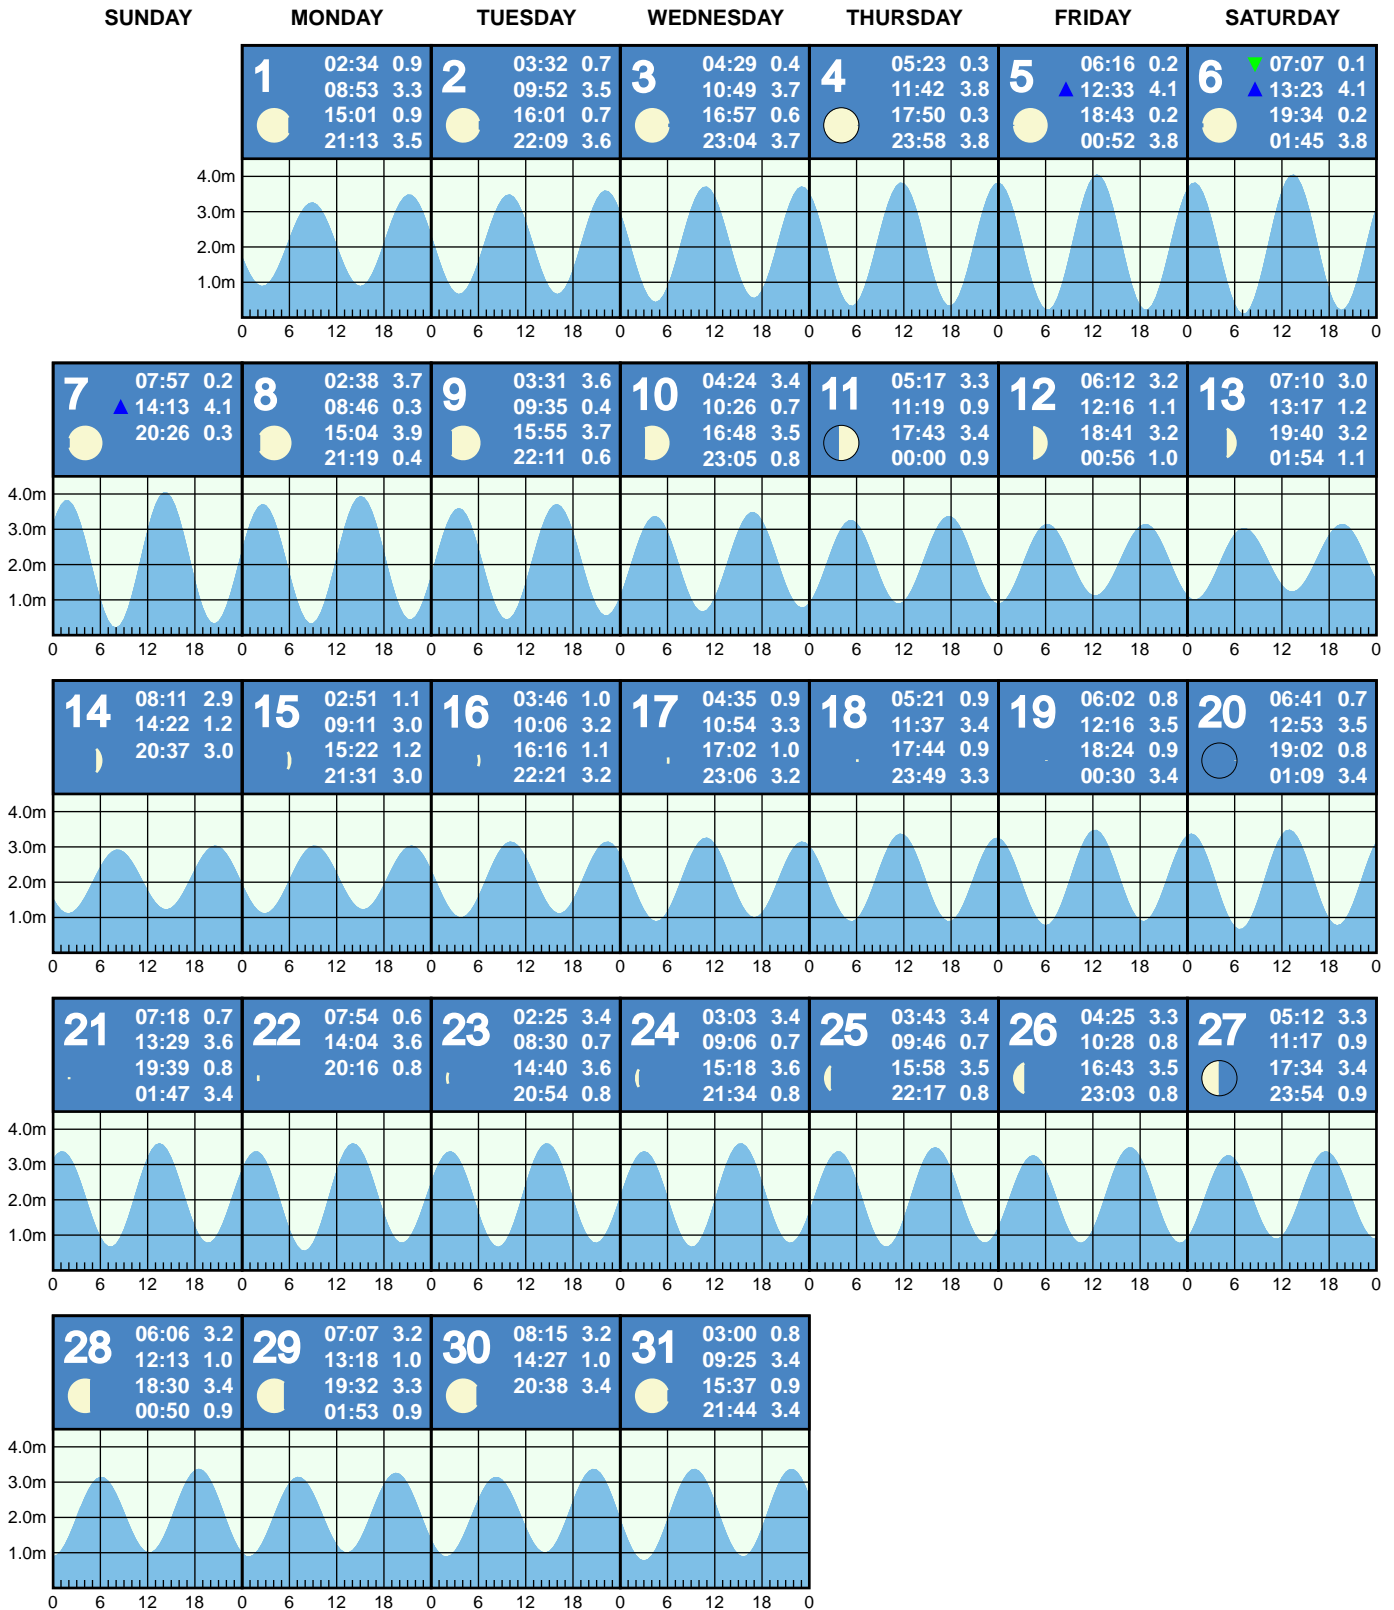 SUNDAY MONDAY TUESDAY WEDNESDAY THURSDAY FRIDAY SATURDAY
1 02:34 0.9
08:53 3.3
15:01 0.9
21:13 3.5
2 03:32 0.7
09:52 3.5
16:01 0.7
22:09 3.6
3 04:29 0.4
10:49 3.7
16:57 0.6
23:04 3.7
4 05:23 0.3
11:42 3.8
17:50 0.3
23:58 3.8
5 06:16 0.2
12:33 4.1
18:43 0.2
00:52 3.8
6 07:07 0.1
13:23 4.1
19:34 0.2
01:45 3.8
4.0m
3.0m
2.0m
1.0m
0 6 12 18 0 6 12 18 0 6 12 18 0 6 12 18 0 6 12 18 0 6 12 18 0
7 07:57 0.2
14:13 4.1
20:26 0.3
8 02:38 3.7
08:46 0.3
15:04 3.9
21:19 0.4
9 03:31 3.6
09:35 0.4
15:55 3.7
22:11 0.6
10 04:24 3.4
10:26 0.7
16:48 3.5
23:05 0.8
11 05:17 3.3
11:19 0.9
17:43 3.4
00:00 0.9
12 06:12 3.2
12:16 1.1
18:41 3.2
00:56 1.0
13 07:10 3.0
13:17 1.2
19:40 3.2
01:54 1.1
4.0m
3.0m
2.0m
1.0m
0 6 12 18 0 6 12 18 0 6 12 18 0 6 12 18 0 6 12 18 0 6 12 18 0 6 12 18 0
14 08:11 2.9
14:22 1.2
20:37 3.0
15 02:51 1.1
09:11 3.0
15:22 1.2
21:31 3.0
16 03:46 1.0
10:06 3.2
16:16 1.1
22:21 3.2
17 04:35 0.9
10:54 3.3
17:02 1.0
23:06 3.2
18 05:21 0.9
11:37 3.4
17:44 0.9
23:49 3.3
19 06:02 0.8
12:16 3.5
18:24 0.9
00:30 3.4
20 06:41 0.7
12:53 3.5
19:02 0.8
01:09 3.4
4.0m
3.0m
2.0m
1.0m
0 6 12 18 0 6 12 18 0 6 12 18 0 6 12 18 0 6 12 18 0 6 12 18 0 6 12 18 0
21 07:18 0.7
13:29 3.6
19:39 0.8
01:47 3.4
22 07:54 0.6
14:04 3.6
20:16 0.8
23 02:25 3.4
08:30 0.7
14:40 3.6
20:54 0.8
24 03:03 3.4
09:06 0.7
15:18 3.6
21:34 0.8
25 03:43 3.4
09:46 0.7
15:58 3.5
22:17 0.8
26 04:25 3.3
10:28 0.8
16:43 3.5
23:03 0.8
27 05:12 3.3
11:17 0.9
17:34 3.4
23:54 0.9
4.0m
3.0m
2.0m
1.0m
0 6 12 18 0 6 12 18 0 6 12 18 0 6 12 18 0 6 12 18 0 6 12 18 0 6 12 18 0
28 06:06 3.2
12:13 1.0
18:30 3.4
00:50 0.9
29 07:07 3.2
13:18 1.0
19:32 3.3
01:53 0.9
30 08:15 3.2
14:27 1.0
20:38 3.4
31 03:00 0.8
09:25 3.4
15:37 0.9
21:44 3.4
4.0m
3.0m
2.0m
1.0m
0 6 12 18 0 6 12 18 0 6 12 18 0 6 12 18 0